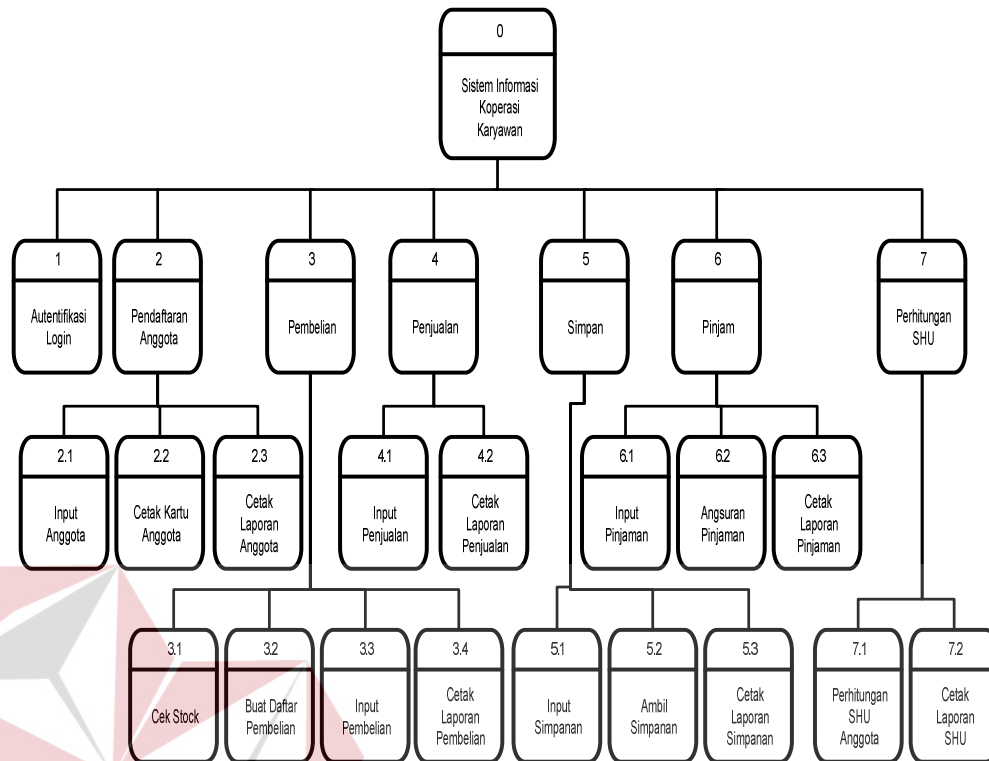 0
Sistem Informasi
Koperasi
Karyawan
1
Autentifikasi
Login
2
Pendaftaran
Anggota
3
Pembelian
4
Penjualan
5
Simpan
6
Pinjam
7
Perhitungan
SHU
2.1
Input
Anggota
2.2
Cetak Kartu
Anggota
2.3
Cetak
Laporan
Anggota
4.1
Input
Penjualan
4.2
Cetak
Laporan
Penjualan
6.1
Input
Pinjaman
6.2
Angsuran
Pinjaman
6.3
Cetak
Laporan
Pinjaman
3.1
Cek Stock
3.2
Buat Daftar
Pembelian
3.3
Input
Pembelian
3.4
Cetak
Laporan
Pembelian
5.1
Input
Simpanan
5.2
Ambil
Simpanan
5.3
Cetak
Laporan
Simpanan
7.1
Perhitungan
SHU
Anggota
7.2
Cetak
Laporan
SHU